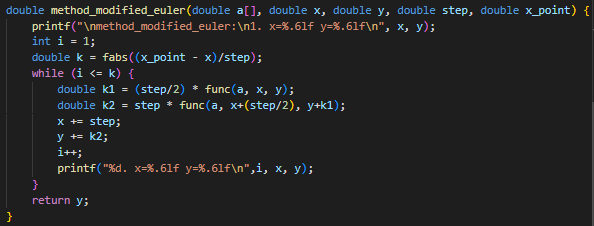 double method_modified_euler(double a[], double x, double y, double step, double x_point) {
    printf("\nmethod_modified_euler:\n1. x=%.6lf y=%.6lf\n", x, y);
    int i = 1;
    double k = fabs((x_point - x)/step);
    while (i <= k) {
        double k1 = (step/2) * func(a, x, y);
        double k2 = step * func(a, x+(step/2), y+k1);
        x += step;
        y += k2;
        i++;
        printf("%d. x=%.6lf y=%.6lf\n",i, x, y);
    }
    return y;
}